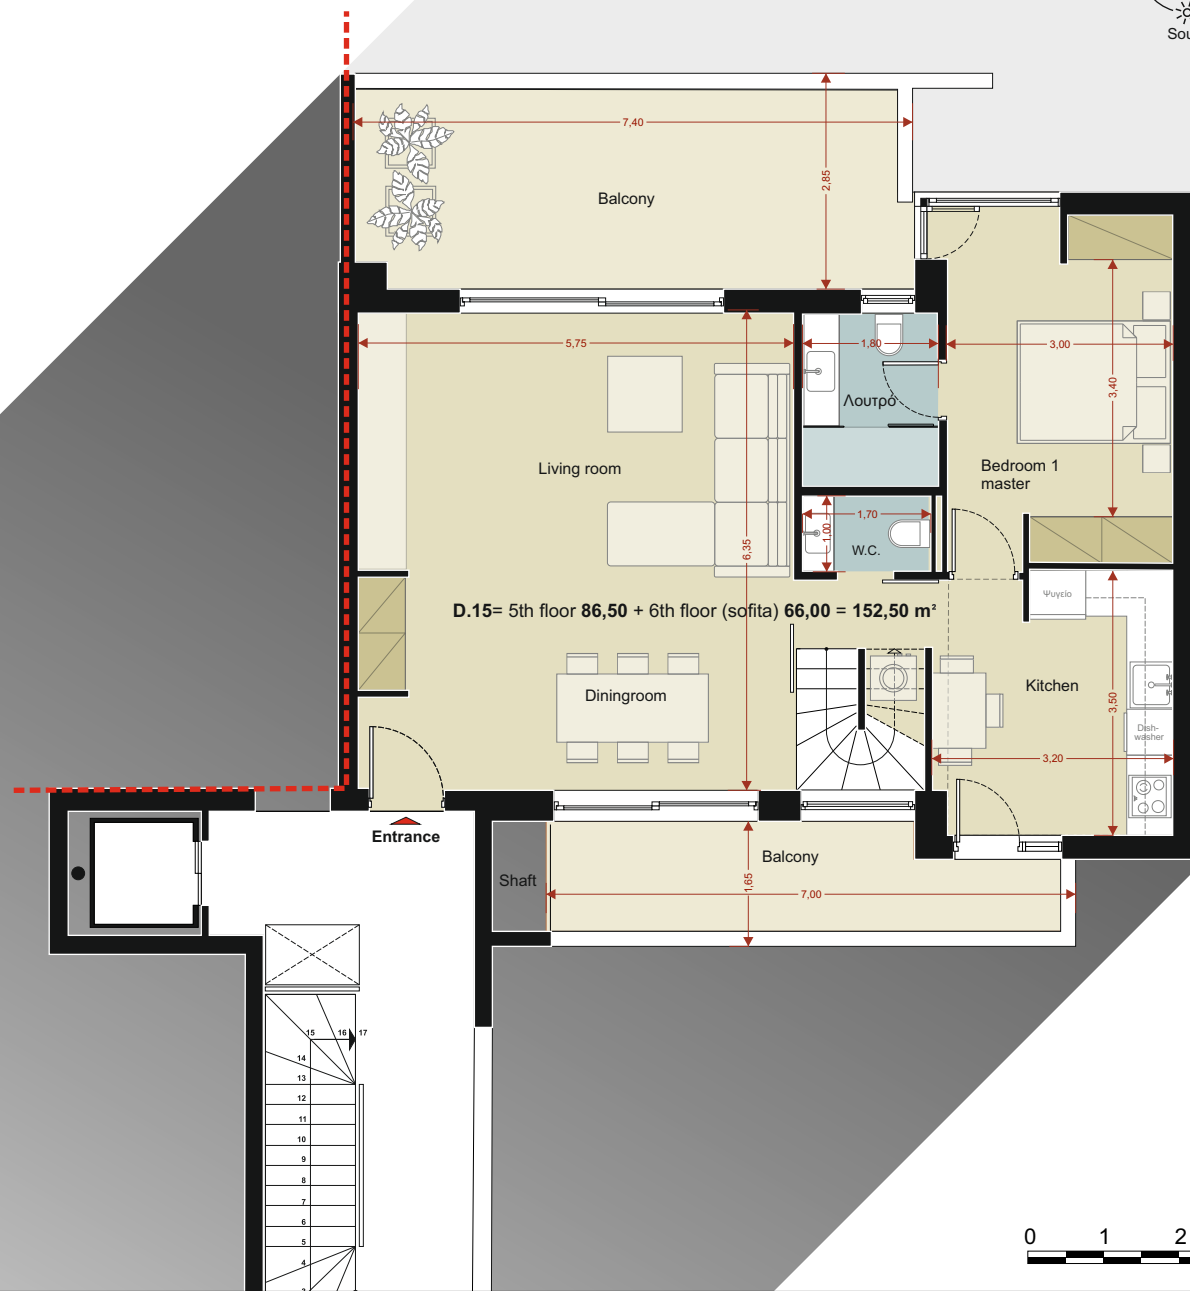 Sou
7,40
2,85
Balcony
5,75
1,80
3,00
3,40
Λουτρό
Living room
Bedroom 1
master
1,70
1,00
W.C.
6,35
Ψυγείο
D.15= 5th floor 86,50 + 6th floor (sofita) 66,00 = 152,50 m²
Kitchen
Diningroom
3,50
Dish-
washer
3,20
Entrance
Balcony
Shaft
1,65
7,00
15 16 17
14
13
12
11
10
9
8
7
6
5
4
0 1 2